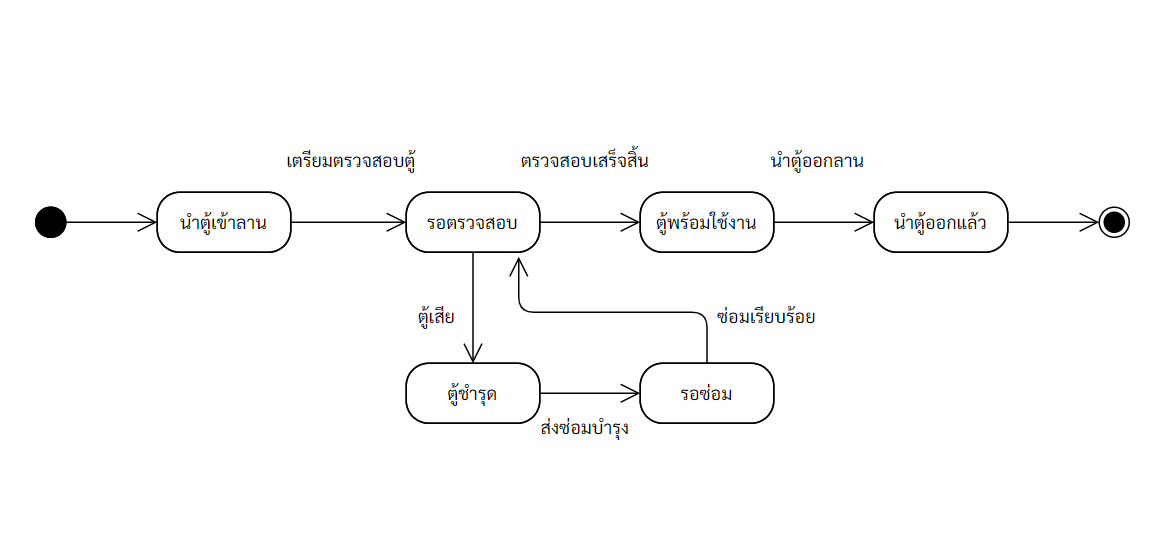 เตรียมตรวจสอบตู้
ตรวจสอบเสร็จสิ้น
นำตู้ออกลาน
นำตู้เข้าลาน
รอตรวจสอบ
ตู้พร้อมใช้งาน
นำตู้ออกแล้ว
ตู้เสีย
ซ่อมเรียบร้อย
ตู้ชำรุด
รอซ่อม
ส่งซ่อมบำรุง